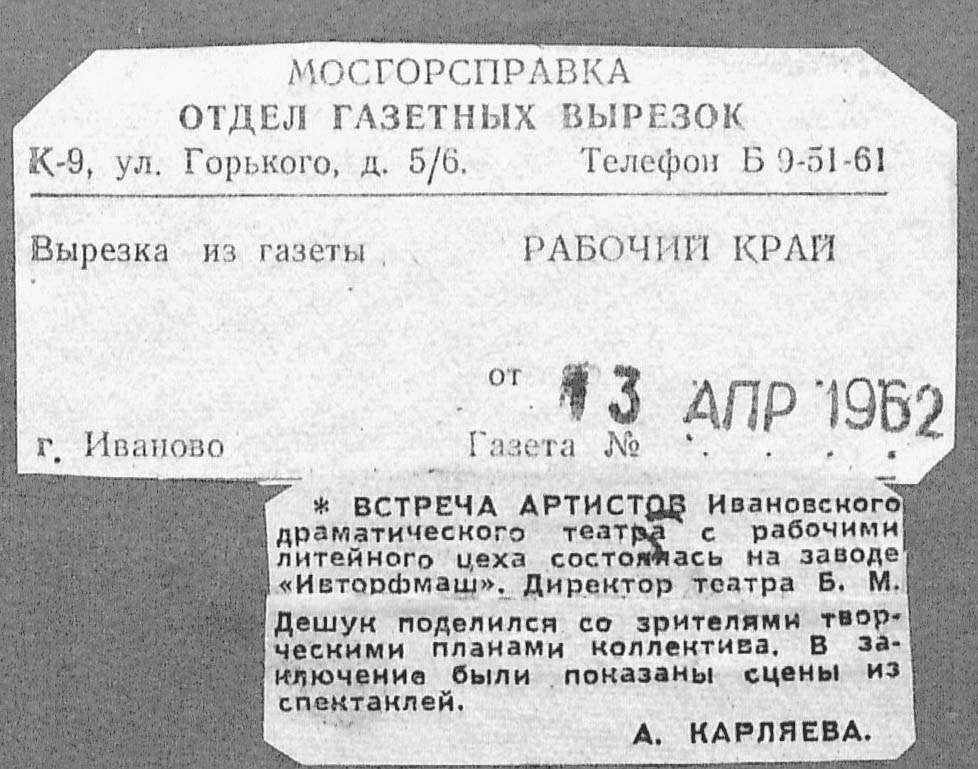 МОСГОРСПРАВКА
ОТДЕЛ ГАЗЕТНЫХ ВЫРЕЗОК
К-9, ул. Горького, д. 5/6. Телефон Б 9-51-61
Вырезка из газеты РАБОЧИЙ КРАЙ
от 13 АПР 1962
г. Иваново Газета № . . . .
* ВСТРЕЧА АРТИСТОВ Ивановского
драматического театра с рабочими
литейного цеха состоялась на заводе
«Ивторфмаш». Директор театра Б. М.
Дешук поделился со зрителями твор-
ческими планами коллектива. В за-
ключение были показаны сцены из
спектаклей.
А. КАРЛЯЕВА.